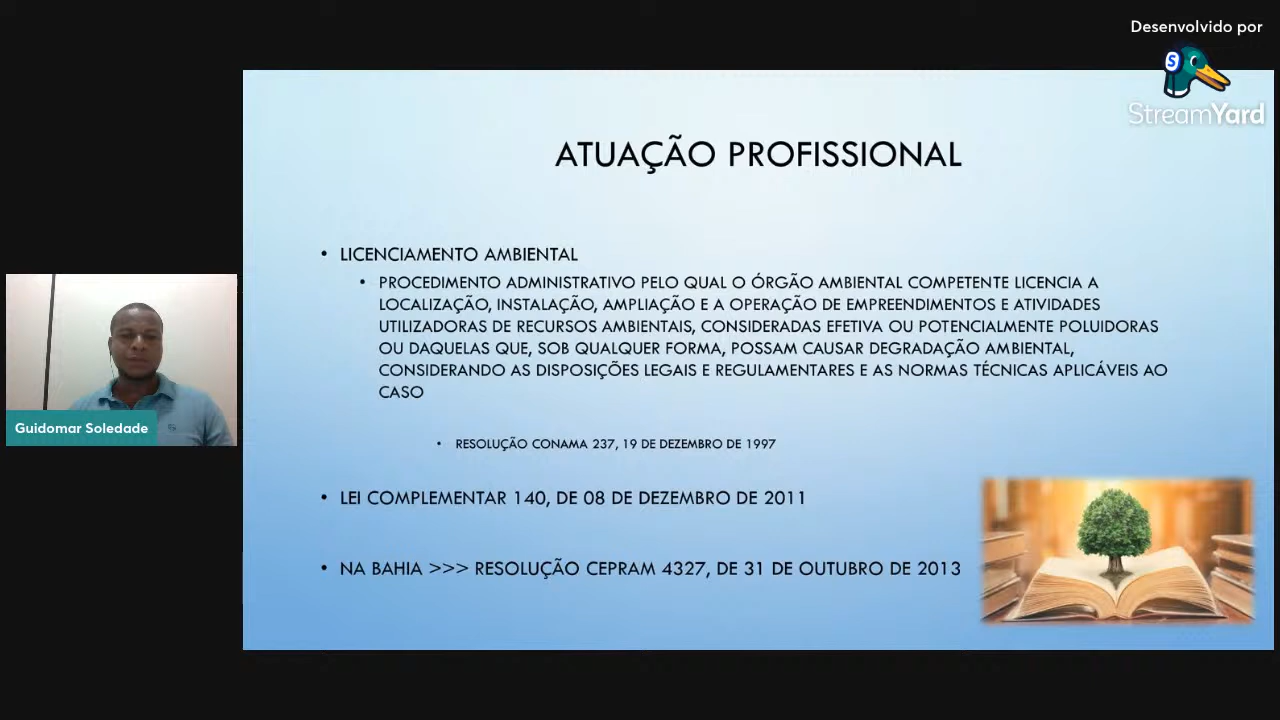 Desenvolvido por
S
StreamYard
ATUAÇÃO PROFISSIONAL
• LICENCIAMENTO AMBIENTAL
• PROCEDIMENTO ADMINISTRATIVO PELO QUAL O ÓRGÃO AMBIENTAL COMPETENTE LICENCIA A
LOCALIZAÇÃO, INSTALAÇÃO, AMPLIAÇÃO E A OPERAÇÃO DE EMPREENDIMENTOS E ATIVIDADES
UTILIZADORAS DE RECURSOS AMBIENTAIS, CONSIDERADAS EFETIVA OU POTENCIALMENTE POLUIDORAS
OU DAQUELAS QUE, SOB QUALQUER FORMA, POSSAM CAUSAR DEGRADAÇÃO AMBIENTAL,
CONSIDERANDO AS DISPOSIÇÕES LEGAIS E REGULAMENTARES E AS NORMAS TÉCNICAS APLICÁVEIS AO
CASO
• RESOLUÇÃO CONAMA 237, 19 DE DEZEMBRO DE 1997
• LEI COMPLEMENTAR 140, DE 08 DE DEZEMBRO DE 2011
• NA BAHIA >>> RESOLUÇÃO CEPRAM 4327, DE 31 DE OUTUBRO DE 2013
Guidomar Soledade